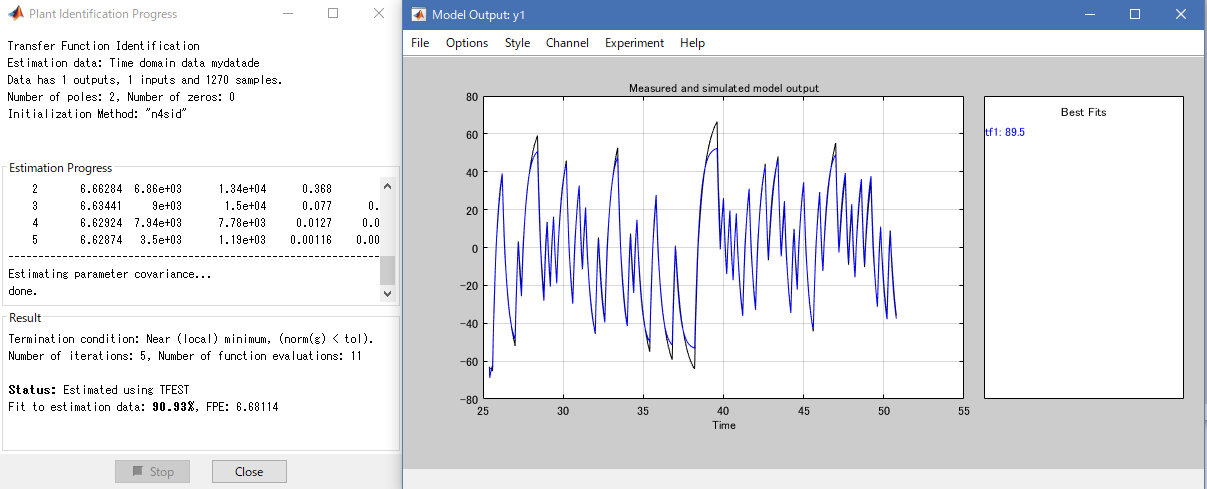 Plant Identification Progress
Transfer Function Identification
Estimation data: Time domain data mydatade
Data has 1 outputs, 1 inputs and 1270 samples.
Number of poles: 2, Number of zeros: 0
Initialization Method: "n4sid"
Estimation Progress
2 6.66284 6.86e+03 1.34e+04 0.368
3 6.63441 9e+03 1.5e+04 0.077 0.
4 6.62924 7.94e+03 7.78e+03 0.0127 0.0
5 6.62874 3.5e+03 1.19e+03 0.00116 0.00
Estimating parameter covariance...
done.
Result
Termination condition: Near (local) minimum, (norm(g) < tol).
Number of iterations: 5, Number of function evaluations: 11
Status: Estimated using TFEST
Fit to estimation data: 90.93%, FPE: 6.68114
Stop Close
Model Output: y1
File Options Style Channel Experiment Help
Measured and simulated model output
80
60
40
20
0
-20
-40
-60
-80
25 30 35 40 45 50 55
Time
Best Fits
tf1: 89.5